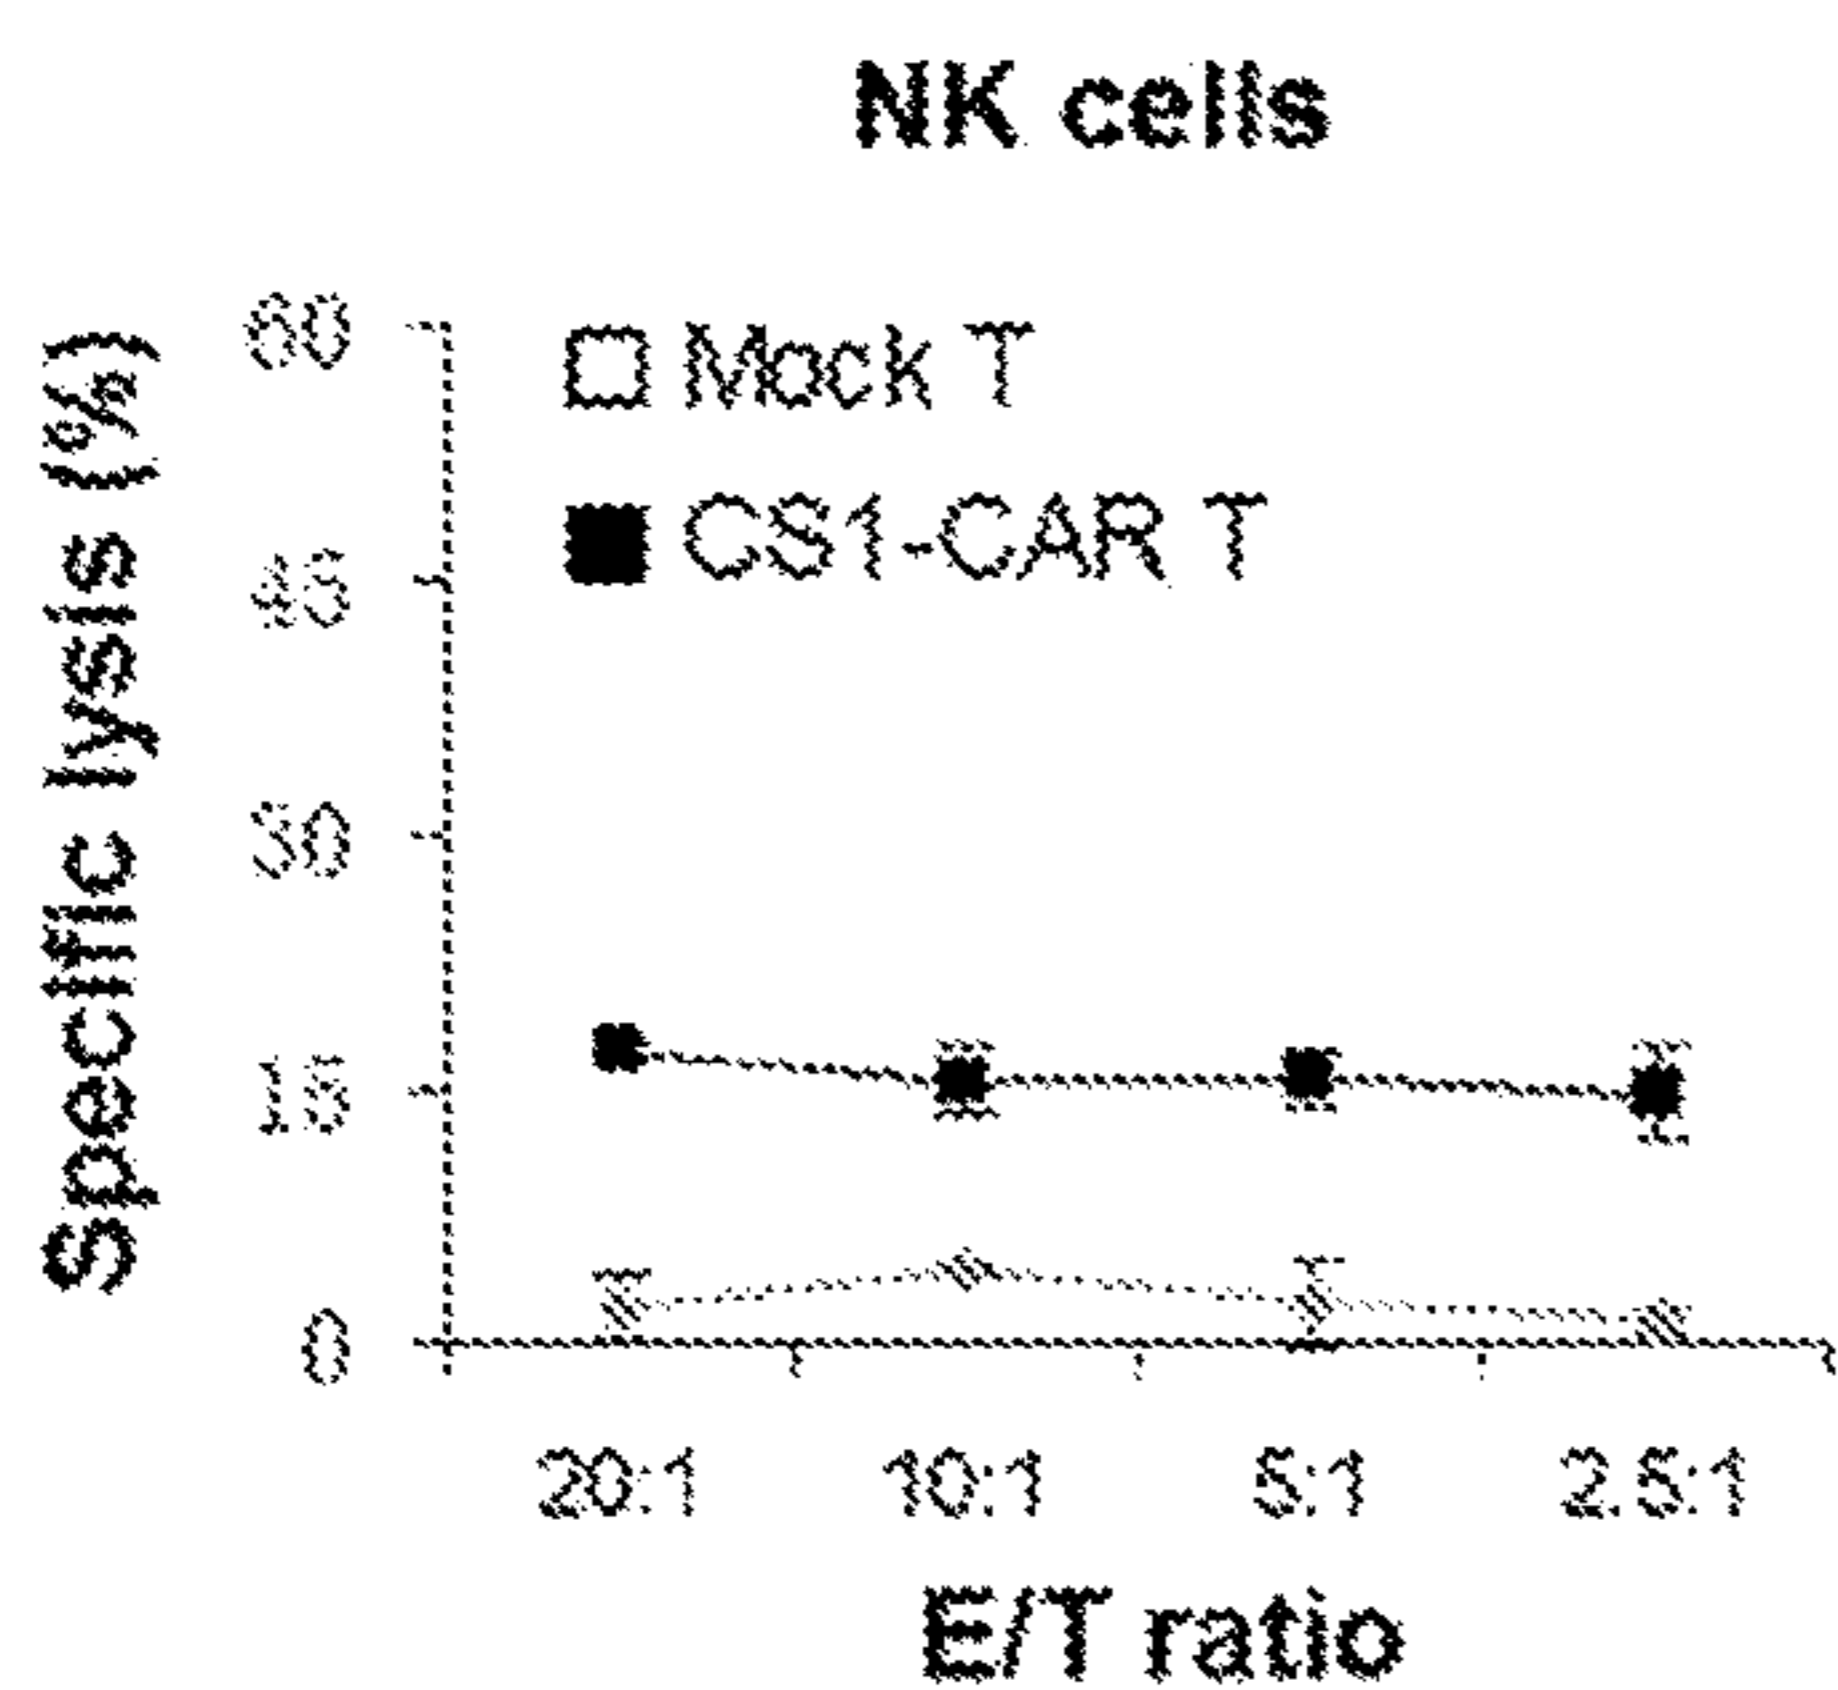 NK cells
Specific lysis (%)
60
45
30
15
0
Mock T
CS1-CAR T
20:1 10:1 5:1 2.5:1
E/T ratio